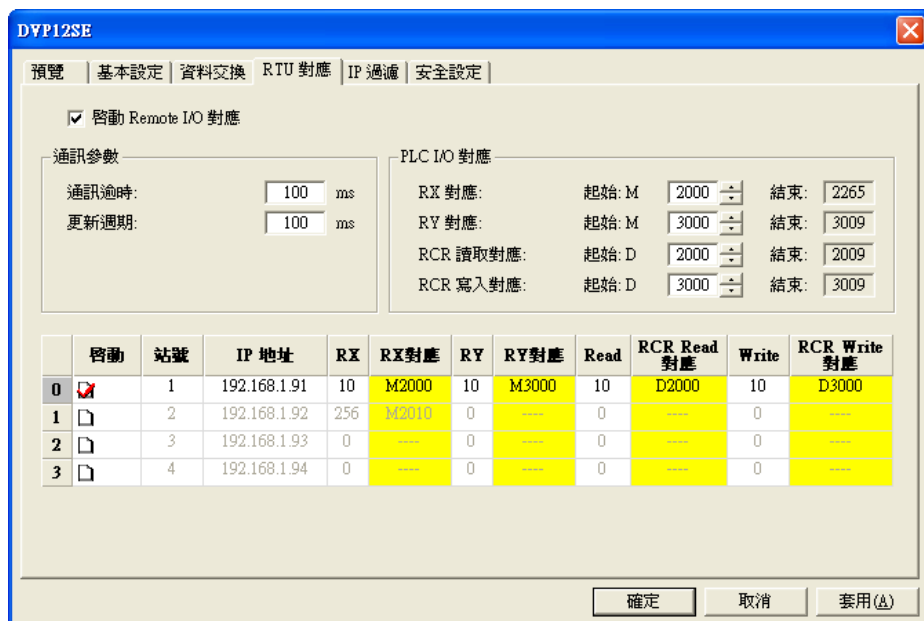 DVP12SE
預覽 基本設定 資料交換 RTU 對應 IP 過濾 安全設定
啓動 Remote I/O 對應
通訊參數
通訊逾時: 100 ms
更新週期: 100 ms
PLC I/O 對應
RX 對應: 起始: M 2000 結束: 2265
RY 對應: 起始: M 3000 結束: 3009
RCR 讀取對應: 起始: D 2000 結束: 2009
RCR 寫入對應: 起始: D 3000 結束: 3009
啓動 站號 IP 地址 RX RX對應 RY RY對應 Read RCR Read 對應 Write RCR Write 對應
0 1 192.168.1.91 10 M2000 10 M3000 10 D2000 10 D3000
1 2 192.168.1.92 256 M2010 0 ---- 0 ---- 0 ----
2 3 192.168.1.93 0 ---- 0 ---- 0 ---- 0 ----
3 4 192.168.1.94 0 ---- 0 ---- 0 ---- 0 ----
確定 取消 套用(A)